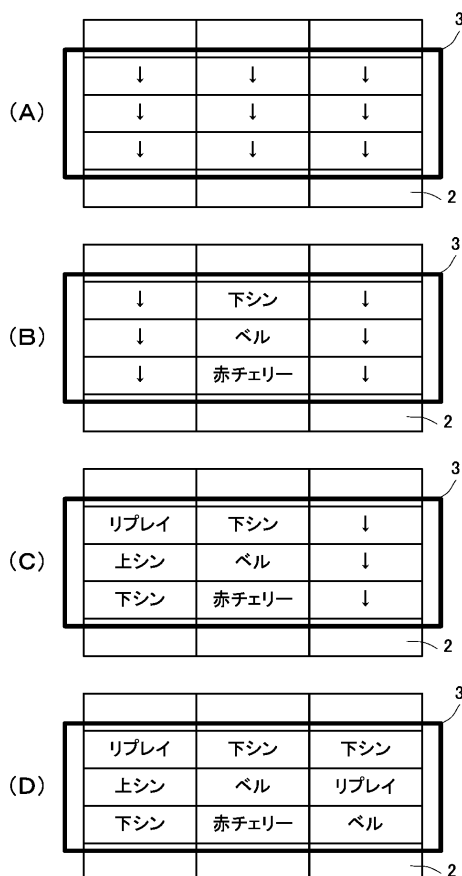 3
(A)
↓ ↓ ↓
↓ ↓ ↓
↓ ↓ ↓
2
3
(B)
↓ 下シン ↓
↓ ベル ↓
↓ 赤チェリー ↓
2
3
(C)
リプレイ 下シン ↓
上シン ベル ↓
下シン 赤チェリー ↓
2
3
(D)
リプレイ 下シン 下シン
上シン ベル リプレイ
下シン 赤チェリー ベル
2